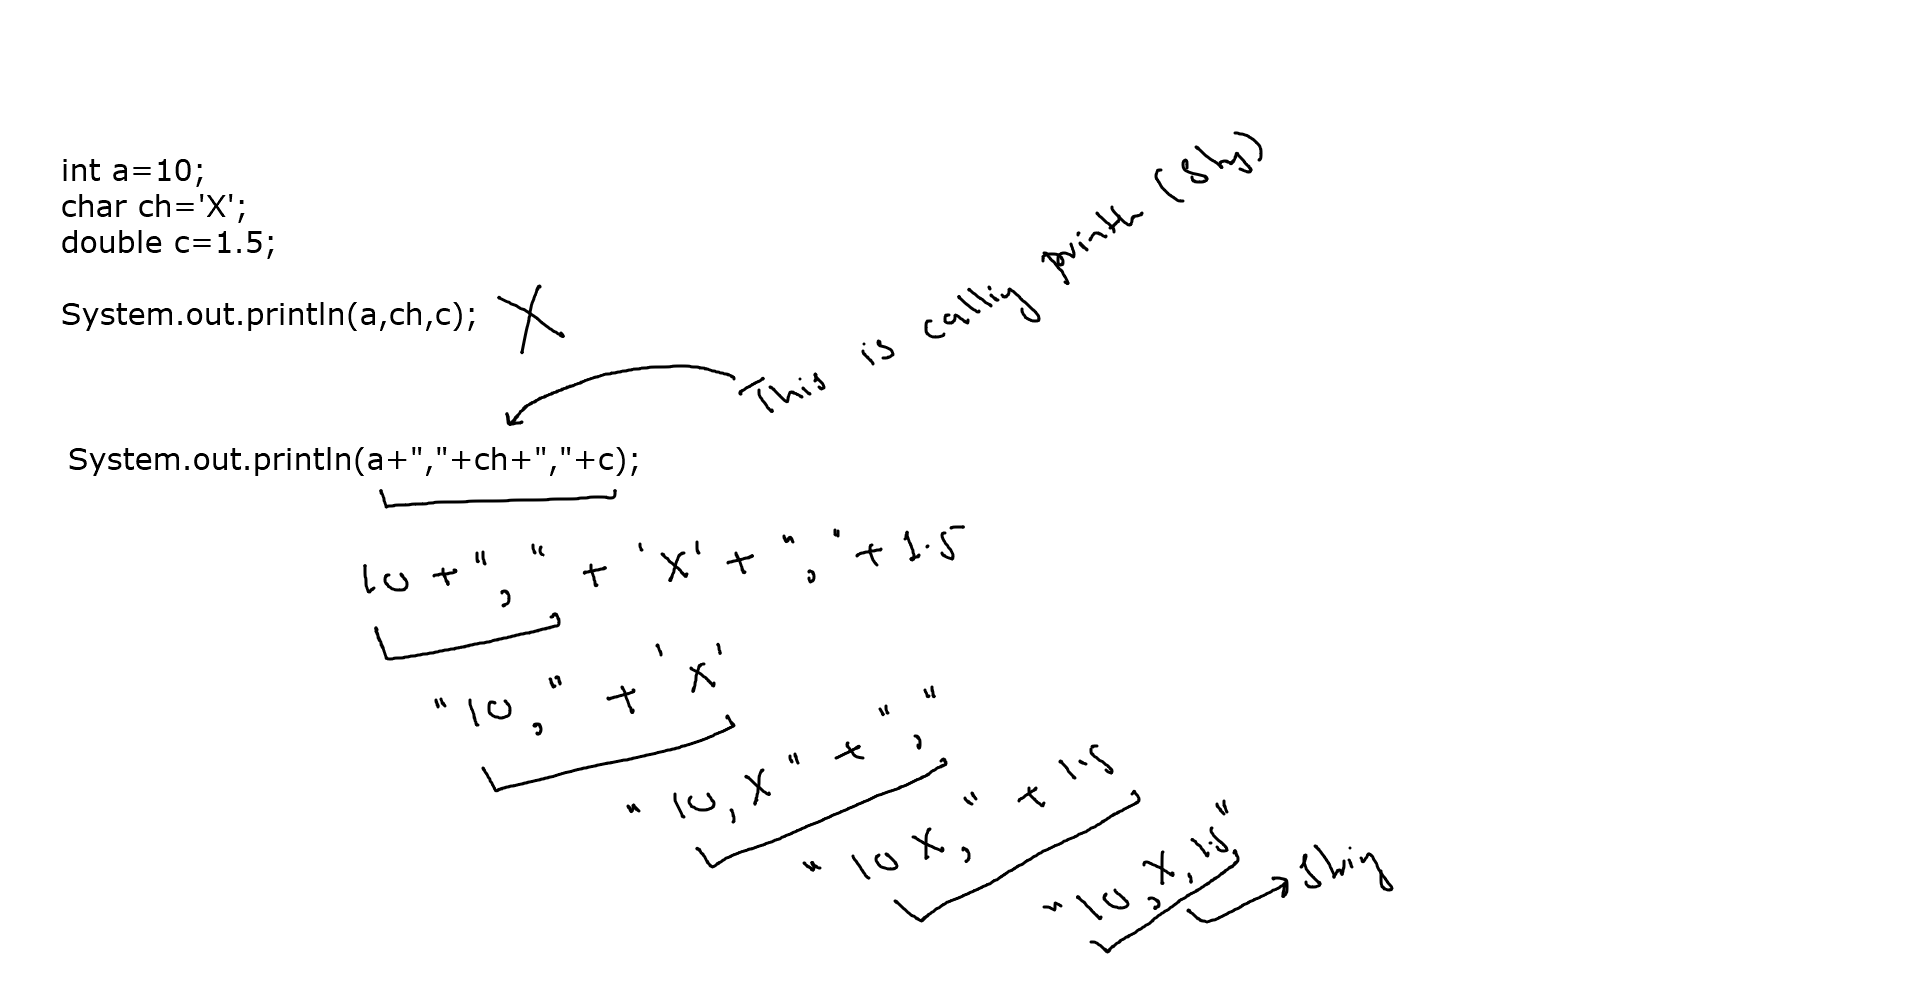 int a=10;
char ch='X';
double c=1.5;
System.out.println(a,ch,c); X
This is calling println (String)
System.out.println(a+","+ch+","+c);
10 + "," + 'X' + "," + 1.5
"10," + 'X'
"10,X" + ","
"10X," + 1.5
"10,X,1.5"
String